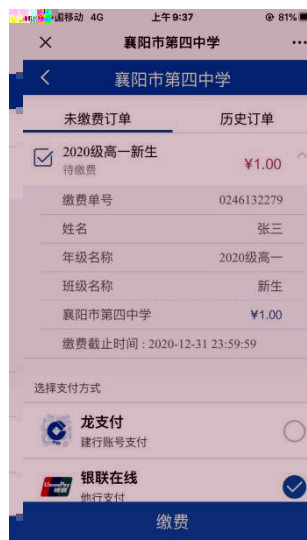 国移动 4G 上午9:37 81%
襄阳市第四中学
襄阳市第四中学
未缴费订单 历史订单
2020级高一新生
待缴费 ¥1.00
缴费单号 0246132279
姓名 张三
年级名称 2020级高一
班级名称 新生
襄阳市第四中学 ¥1.00
缴费截止时间 : 2020-12-31 23:59:59
选择支付方式
龙支付
建行账号支付
UnionPay
银联
银联在线
他行支付
缴费